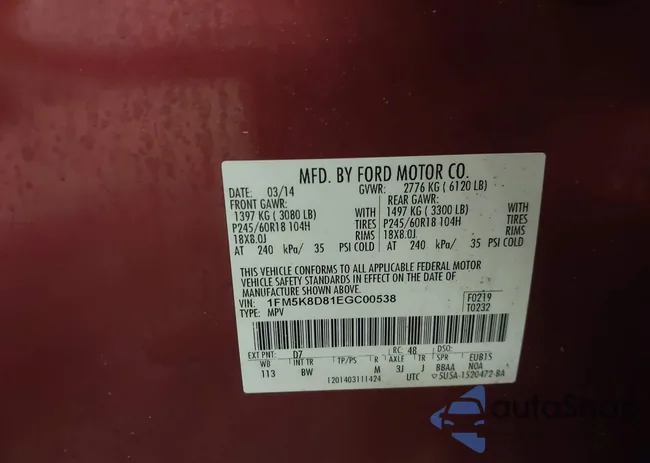 MFD. BY FORD MOTOR CO.
DATE: 03/14 GVWR: 2776 KG ( 6120 LB)
FRONT GAWR: REAR GAWR:
1397 KG ( 3080 LB) WITH 1497 KG ( 3300 LB) WITH
P245/60R18 104H TIRES P245/60R18 104H TIRES
18X8.0J RIMS 18X8.0J RIMS
AT 240 kPa/ 35 PSI COLD AT 240 kPa/ 35 PSI COLD
THIS VEHICLE CONFORMS TO ALL APPLICABLE FEDERAL MOTOR
VEHICLE SAFETY STANDARDS IN EFFECT ON THE DATE OF
MANUFACTURE SHOWN ABOVE.
VIN: 1FM5K8D81EGC00538 F0219
TYPE: MPV T0232
EXT PNT: D7 RC: 48 DSO:
WB INT TR TP/PS R AXLE TR SPR EUB1S
113 BW M 3J J BBAA NOA
1201403111424 UTC 5U5A-1520472-BA
autoSnap